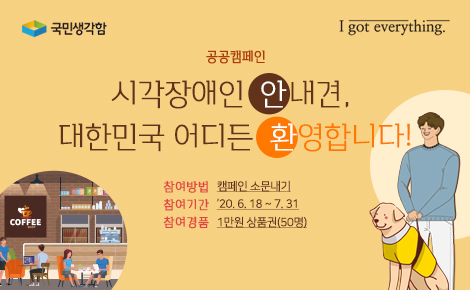 국민생각함
I got everything.
공공캠페인
시각장애인 안내견,
대한민국 어디든 환영합니다!
참여방법 캠페인 소문내기
참여기간 '20. 6. 18 ~ 7. 31
참여경품 1만원 상품권(50명)
COFFEE